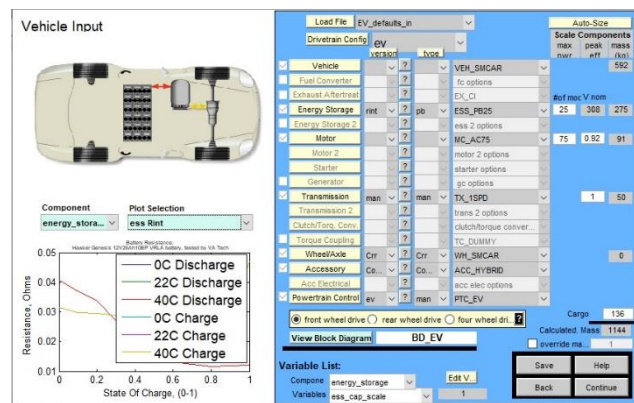 Vehicle Input
Component
Plot Selection
energy_stora...
ess Rint
Battery Resistance:
Hawker Genesis 12V26Ah10EP VRLA battery, tested by VA Tech
0.05
0.04
0.03
0.02
0.01
Resistance, Ohms
0C Discharge
22C Discharge
40C Discharge
0C Charge
22C Charge
40C Charge
0
0.2
0.4
0.6
0.8
1
State Of Charge, (0-1)
Load File
EV_defaults_in
Auto-Size
Drivetrain Config
ev
Scale Components
version
type
max pwr
peak eff
mass (kg)
Vehicle
?
VEH_SMCAR
592
Fuel Converter
?
fc options
Exhaust Aftertreat
?
EX_CI
#of moc V nom
Energy Storage
rint
?
pb
ESS_PB25
25
308
275
Energy Storage 2
?
ess 2 options
Motor
?
MC_AC75
75
0.92
91
Motor 2
?
motor 2 options
Starter
?
starter options
Generator
?
gc options
Transmission
man
?
man
TX_1SPD
1
50
Transmission 2
?
trans 2 options
Clutch/Torq. Conv.
?
clutch/torque conver...
Torque Coupling
?
TC_DUMMY
Wheel/Axle
Crr
?
Crr
WH_SMCAR
0
Accessory
Co...
?
Co...
ACC_HYBRID
Acc Electrical
?
acc elec options
Powertrain Control
ev
?
man
PTC_EV
front wheel drive
rear wheel drive
four wheel dri...
?
Cargo
136
View Block Diagram
BD_EV
Calculated. Mass
1144
override ma...
Variable List:
Compone
energy_storage
Edit V...
Variables
ess_cap_scale
1
Save
Help
Back
Continue